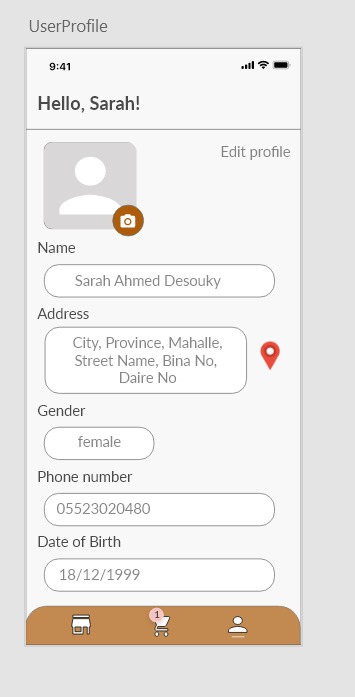 UserProfile
9:41
Hello, Sarah!
Edit profile
Name
Sarah Ahmed Desouky
Address
City, Province, Mahalle,
Street Name, Bina No,
Daire No
Gender
female
Phone number
05523020480
Date of Birth
18/12/1999
1